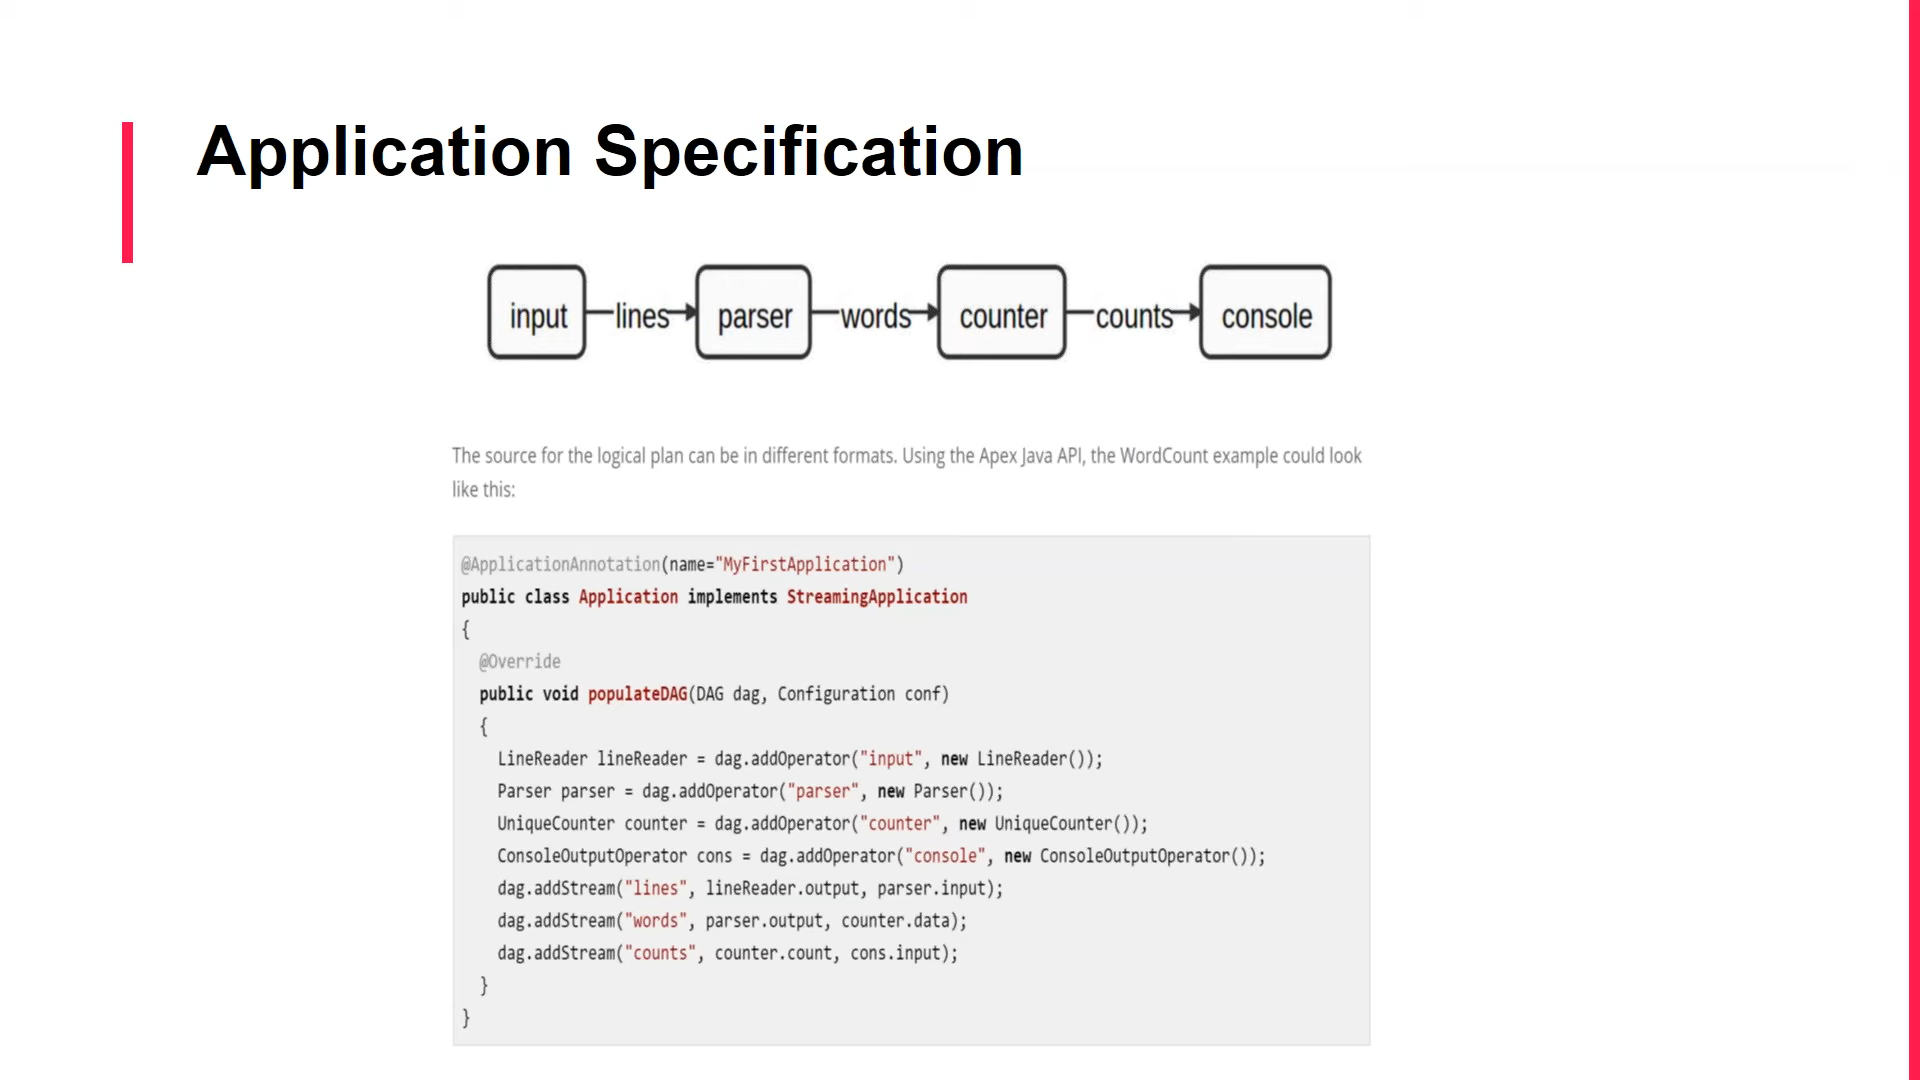 Application Specification
input lines parser words counter counts console
The source for the logical plan can be in different formats. Using the Apex Java API, the WordCount example could look
like this:
@ApplicationAnnotation(name="MyFirstApplication")
public class Application implements StreamingApplication
{
  @Override
  public void populateDAG(DAG dag, Configuration conf)
  {
    LineReader lineReader = dag.addOperator("input", new LineReader());
    Parser parser = dag.addOperator("parser", new Parser());
    UniqueCounter counter = dag.addOperator("counter", new UniqueCounter());
    ConsoleOutputOperator cons = dag.addOperator("console", new ConsoleOutputOperator());
    dag.addStream("lines", lineReader.output, parser.input);
    dag.addStream("words", parser.output, counter.data);
    dag.addStream("counts", counter.count, cons.input);
  }
}